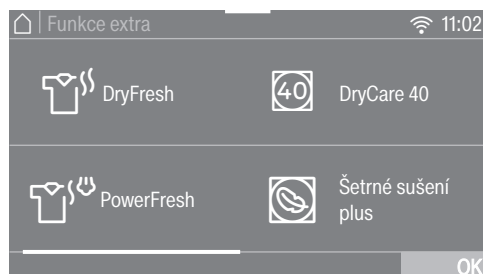 Funkce extra 11:02
DryFresh
40 DryCare 40
PowerFresh
Šetrné sušení
plus
OK